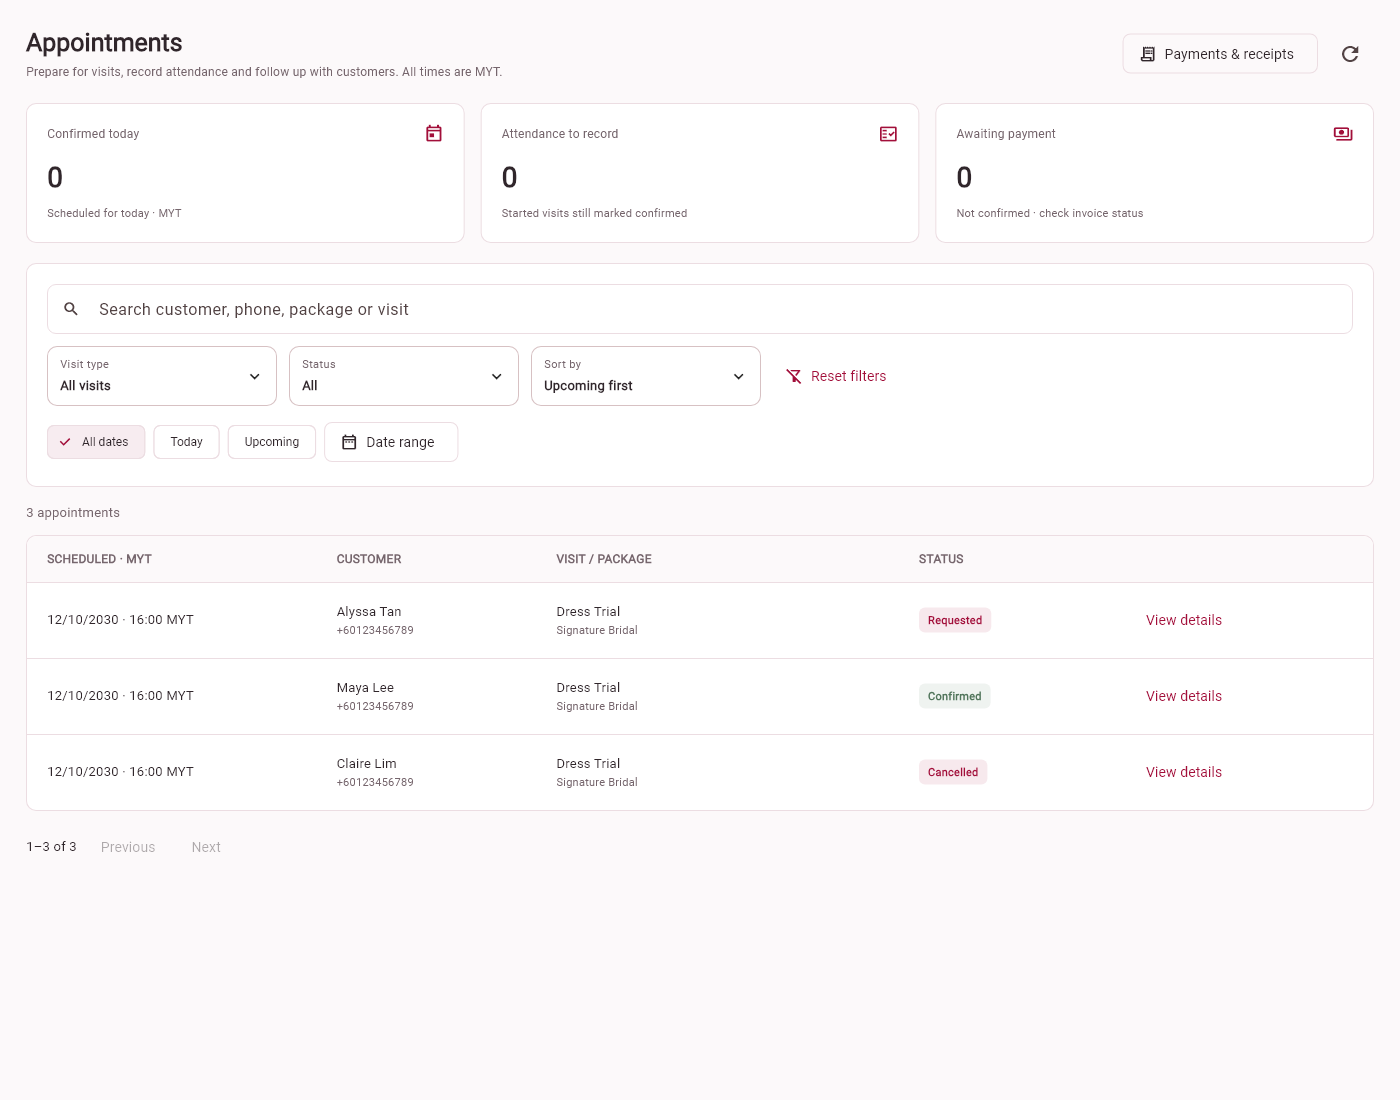 Appointments
Prepare for visits, record attendance and follow up with customers. All times are MYT.
Payments & receipts
Confirmed today
0
Scheduled for today · MYT
Attendance to record
0
Started visits still marked confirmed
Awaiting payment
0
Not confirmed · check invoice status
Search customer, phone, package or visit
Visit type
All visits
Status
All
Sort by
Upcoming first
Reset filters
All dates
Today
Upcoming
Date range
3 appointments
SCHEDULED · MYT
CUSTOMER
VISIT / PACKAGE
STATUS
12/10/2030 · 16:00 MYT
Alyssa Tan
+60123456789
Dress Trial
Signature Bridal
Requested
View details
12/10/2030 · 16:00 MYT
Maya Lee
+60123456789
Dress Trial
Signature Bridal
Confirmed
View details
12/10/2030 · 16:00 MYT
Claire Lim
+60123456789
Dress Trial
Signature Bridal
Cancelled
View details
1–3 of 3
Previous
Next